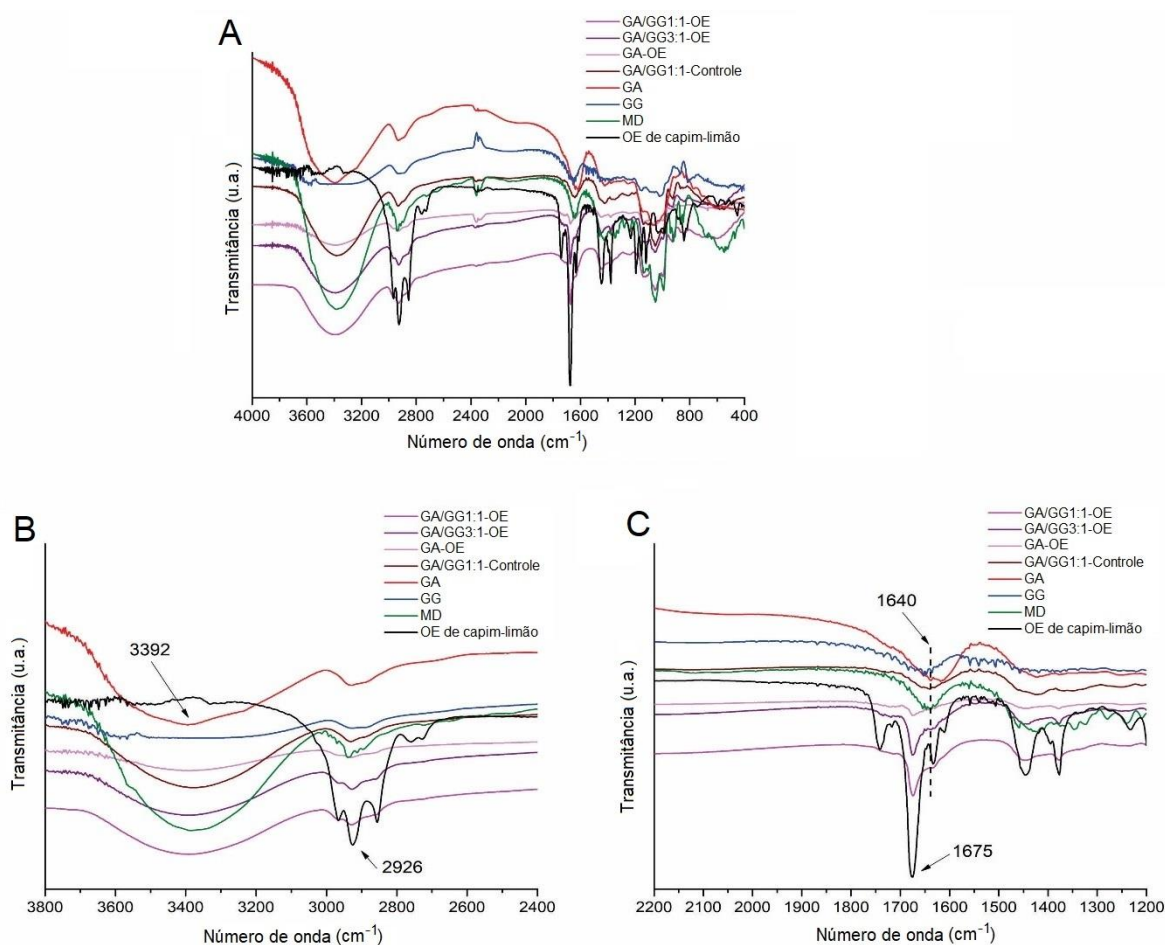 A
GA/GG1:1-OE
GA/GG3:1-OE
GA-OE
GA/GG1:1-Controle
GA
GG
MD
OE de capim-limão
Transmitância (u.a.)
4000 3600 3200 2800 2400 2000 1600 1200 800 400
Número de onda (cm⁻¹)
B
GA/GG1:1-OE
GA/GG3:1-OE
GA-OE
GA/GG1:1-Controle
GA
GG
MD
OE de capim-limão
3392
2926
Transmitância (u.a.)
3800 3600 3400 3200 3000 2800 2600 2400
Número de onda (cm⁻¹)
C
GA/GG1:1-OE
GA/GG3:1-OE
GA-OE
GA/GG1:1-Controle
GA
GG
MD
OE de capim-limão
1640
1675
Transmitância (u.a.)
2200 2100 2000 1900 1800 1700 1600 1500 1400 1300 1200
Número de onda (cm⁻¹)